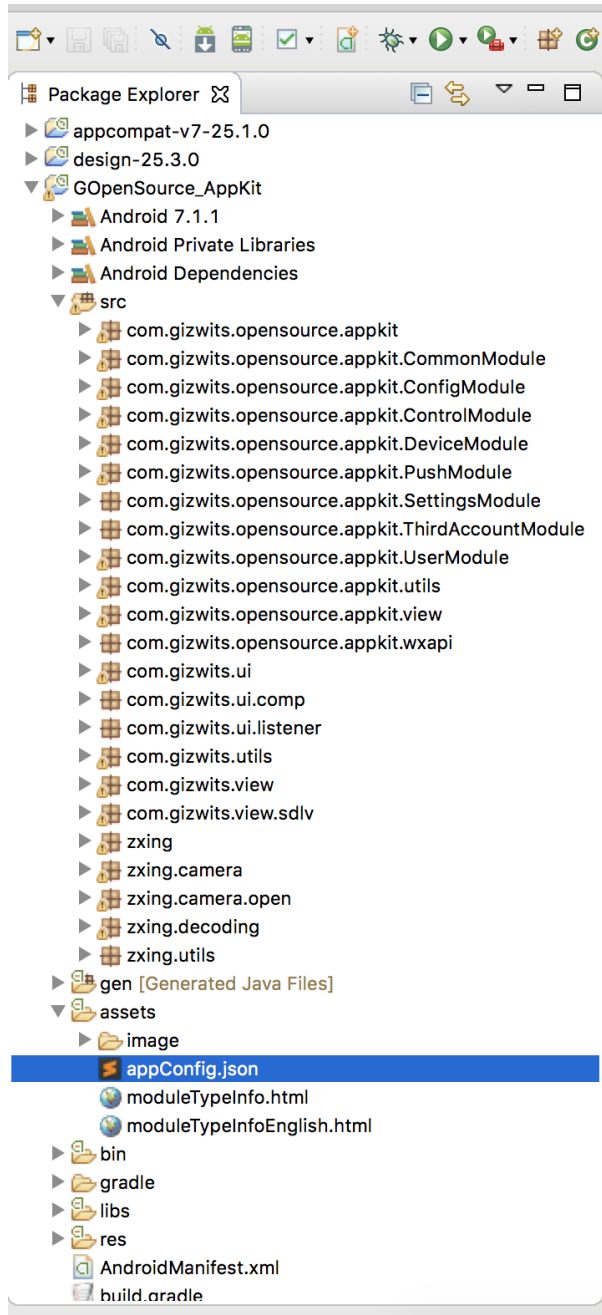 Package Explorer
appcompat-v7-25.1.0
design-25.3.0
GOpenSource_AppKit
Android 7.1.1
Android Private Libraries
Android Dependencies
src
com.gizwits.opensource.appkit
com.gizwits.opensource.appkit.CommonModule
com.gizwits.opensource.appkit.ConfigModule
com.gizwits.opensource.appkit.ControlModule
com.gizwits.opensource.appkit.DeviceModule
com.gizwits.opensource.appkit.PushModule
com.gizwits.opensource.appkit.SettingsModule
com.gizwits.opensource.appkit.ThirdAccountModule
com.gizwits.opensource.appkit.UserModule
com.gizwits.opensource.appkit.utils
com.gizwits.opensource.appkit.view
com.gizwits.opensource.appkit.wxapi
com.gizwits.ui
com.gizwits.ui.comp
com.gizwits.ui.listener
com.gizwits.utils
com.gizwits.view
com.gizwits.view.sdlv
zxing
zxing.camera
zxing.camera.open
zxing.decoding
zxing.utils
gen [Generated Java Files]
assets
image
appConfig.json
moduleTypeInfo.html
moduleTypeInfoEnglish.html
bin
gradle
libs
res
AndroidManifest.xml
build.gradle